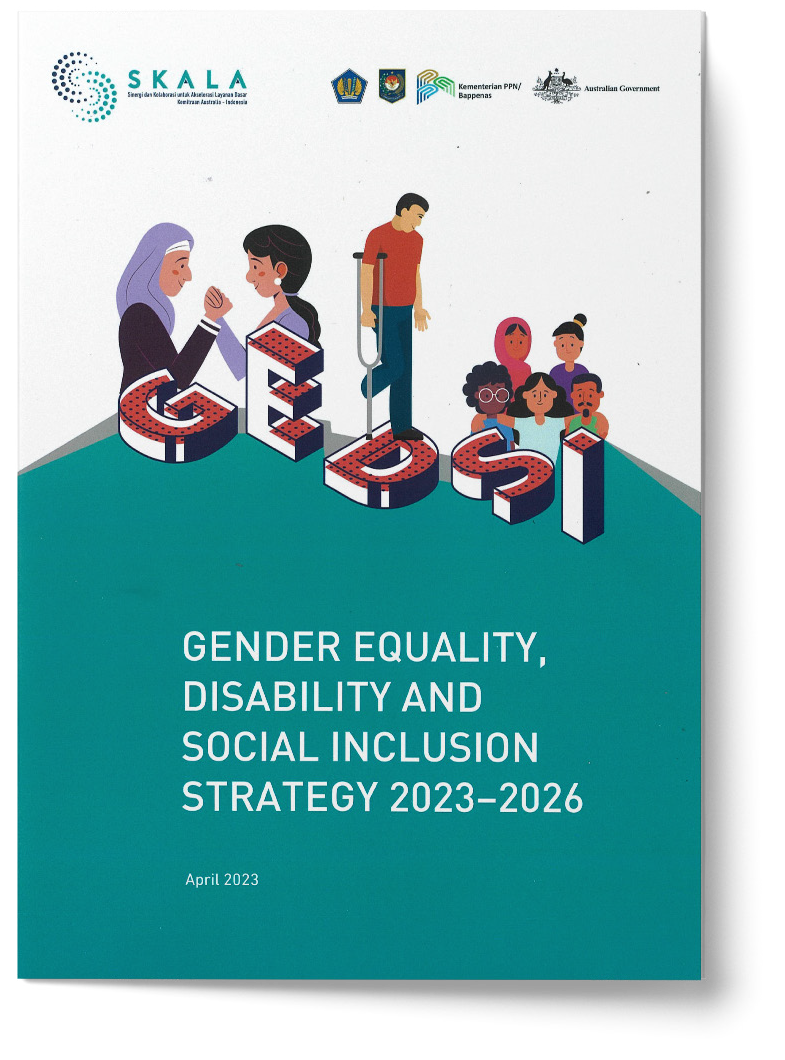 SKALA
Sinergi dan Kolaborasi untuk Akselerasi Layanan Dasar
Kemitraan Australia – Indonesia
Kementerian PPN/
Bappenas
Australian Government
GEDSI
GENDER EQUALITY,
DISABILITY AND
SOCIAL INCLUSION
STRATEGY 2023–2026
April 2023